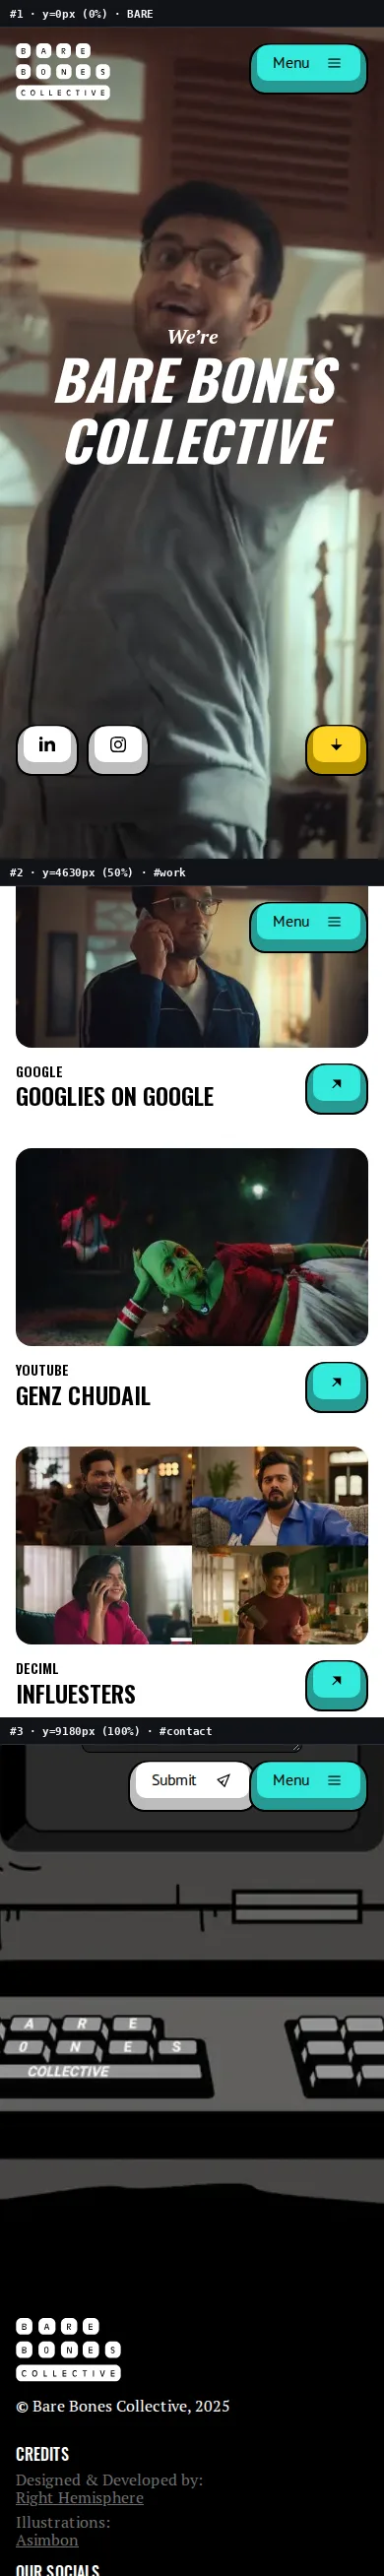 #1 · y=0px (0%) · BARE
B A R E
B O N E S
C O L L E C T I V E
Menu
We're
BARE BONES
COLLECTIVE
in
#2 · y=4630px (50%) · #work
Menu
GOOGLE
GOOGLIES ON GOOGLE
YOUTUBE
GENZ CHUDAIL
DECIML
INFLUESTERS
#3 · y=9180px (100%) · #contact
Submit
Menu
A R E
O N E S
COLLECTIVE
B A R E
B O N E S
C O L L E C T I V E
© Bare Bones Collective, 2025
CREDITS
Designed & Developed by:
Right Hemisphere
Illustrations:
Asimbon
OUR SOCIALS